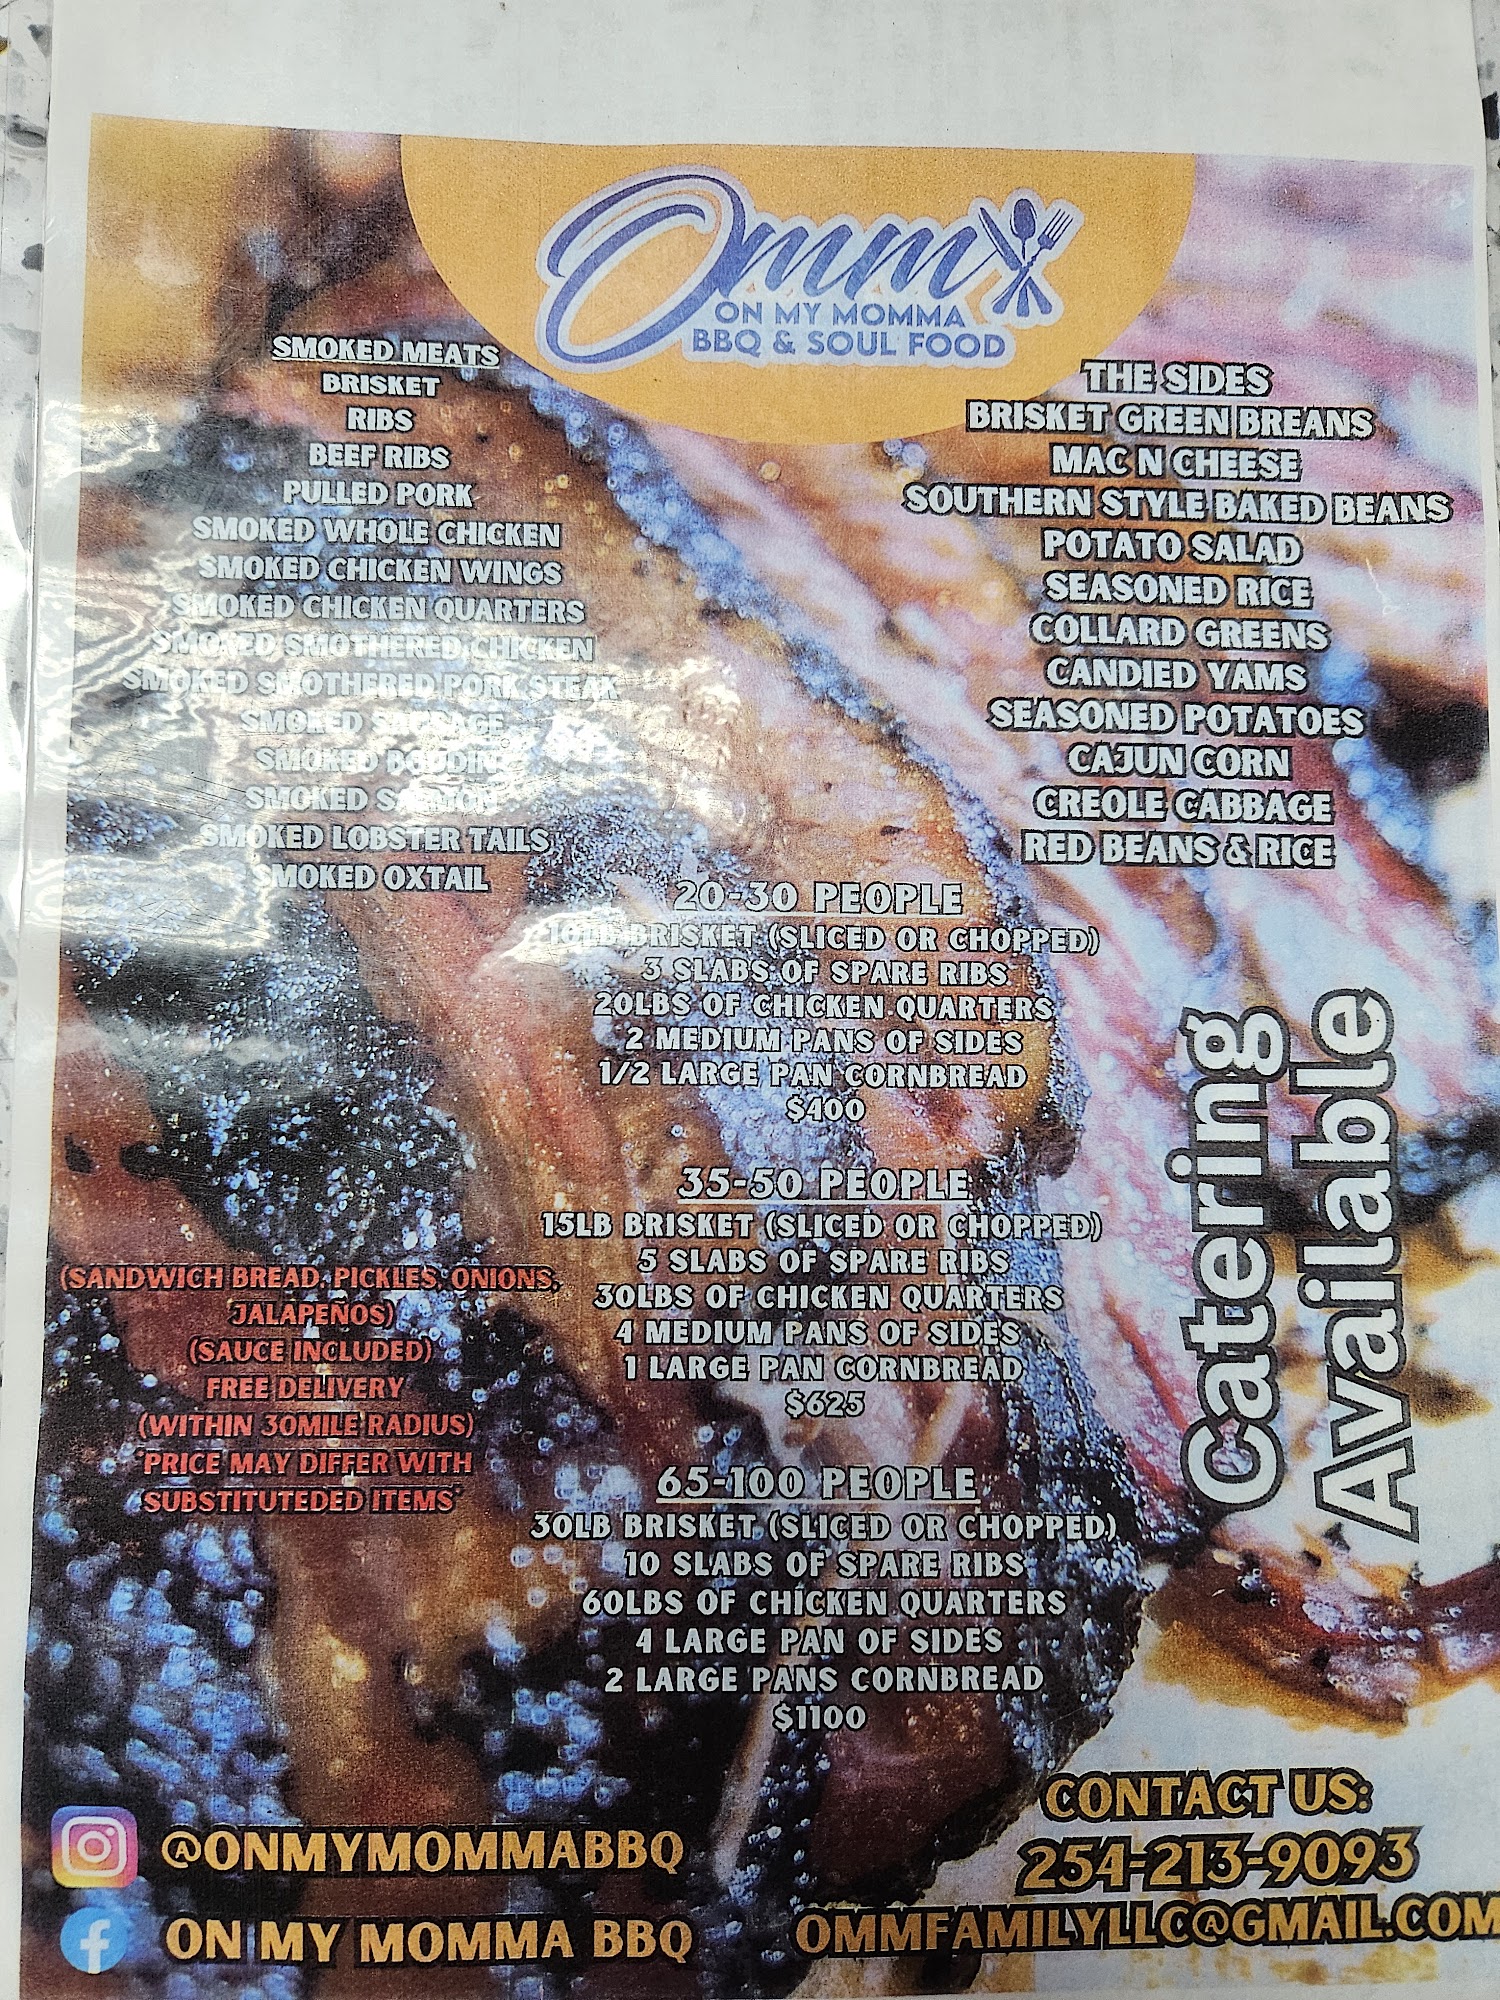 Omm
ON MY MOMMA
BBQ & SOUL FOOD
SMOKED MEATS
BRISKET
RIBS
BEEF RIBS
PULLED PORK
SMOKED WHOLE CHICKEN
SMOKED CHICKEN WINGS
SMOKED CHICKEN QUARTERS
SMOKED SMOTHERED CHICKEN
SMOKED SMOTHERED PORK STEAK
SMOKED SAUSAGE
SMOKED BOUDIN
SMOKED SALMON
SMOKED LOBSTER TAILS
SMOKED OXTAIL
THE SIDES
BRISKET GREEN BREANS
MAC N CHEESE
SOUTHERN STYLE BAKED BEANS
POTATO SALAD
SEASONED RICE
COLLARD GREENS
CANDIED YAMS
SEASONED POTATOES
CAJUN CORN
CREOLE CABBAGE
RED BEANS & RICE
20-30 PEOPLE
10LB BRISKET (SLICED OR CHOPPED)
3 SLABS OF SPARE RIBS
20LBS OF CHICKEN QUARTERS
2 MEDIUM PANS OF SIDES
1/2 LARGE PAN CORNBREAD
$400
35-50 PEOPLE
15LB BRISKET (SLICED OR CHOPPED)
5 SLABS OF SPARE RIBS
30LBS OF CHICKEN QUARTERS
4 MEDIUM PANS OF SIDES
1 LARGE PAN CORNBREAD
$625
65-100 PEOPLE
30LB BRISKET (SLICED OR CHOPPED)
10 SLABS OF SPARE RIBS
60LBS OF CHICKEN QUARTERS
4 LARGE PAN OF SIDES
2 LARGE PANS CORNBREAD
$1100
(SANDWICH BREAD, PICKLES, ONIONS,
JALAPEÑOS)
(SAUCE INCLUDED)
FREE DELIVERY
(WITHIN 30MILE RADIUS)
*PRICE MAY DIFFER WITH
SUBSTITUTEDED ITEMS*
Catering
Available
@ONMYMOMMABBQ
ON MY MOMMA BBQ
CONTACT US:
254-213-9093
OMMFAMILYLLC@GMAIL.COM